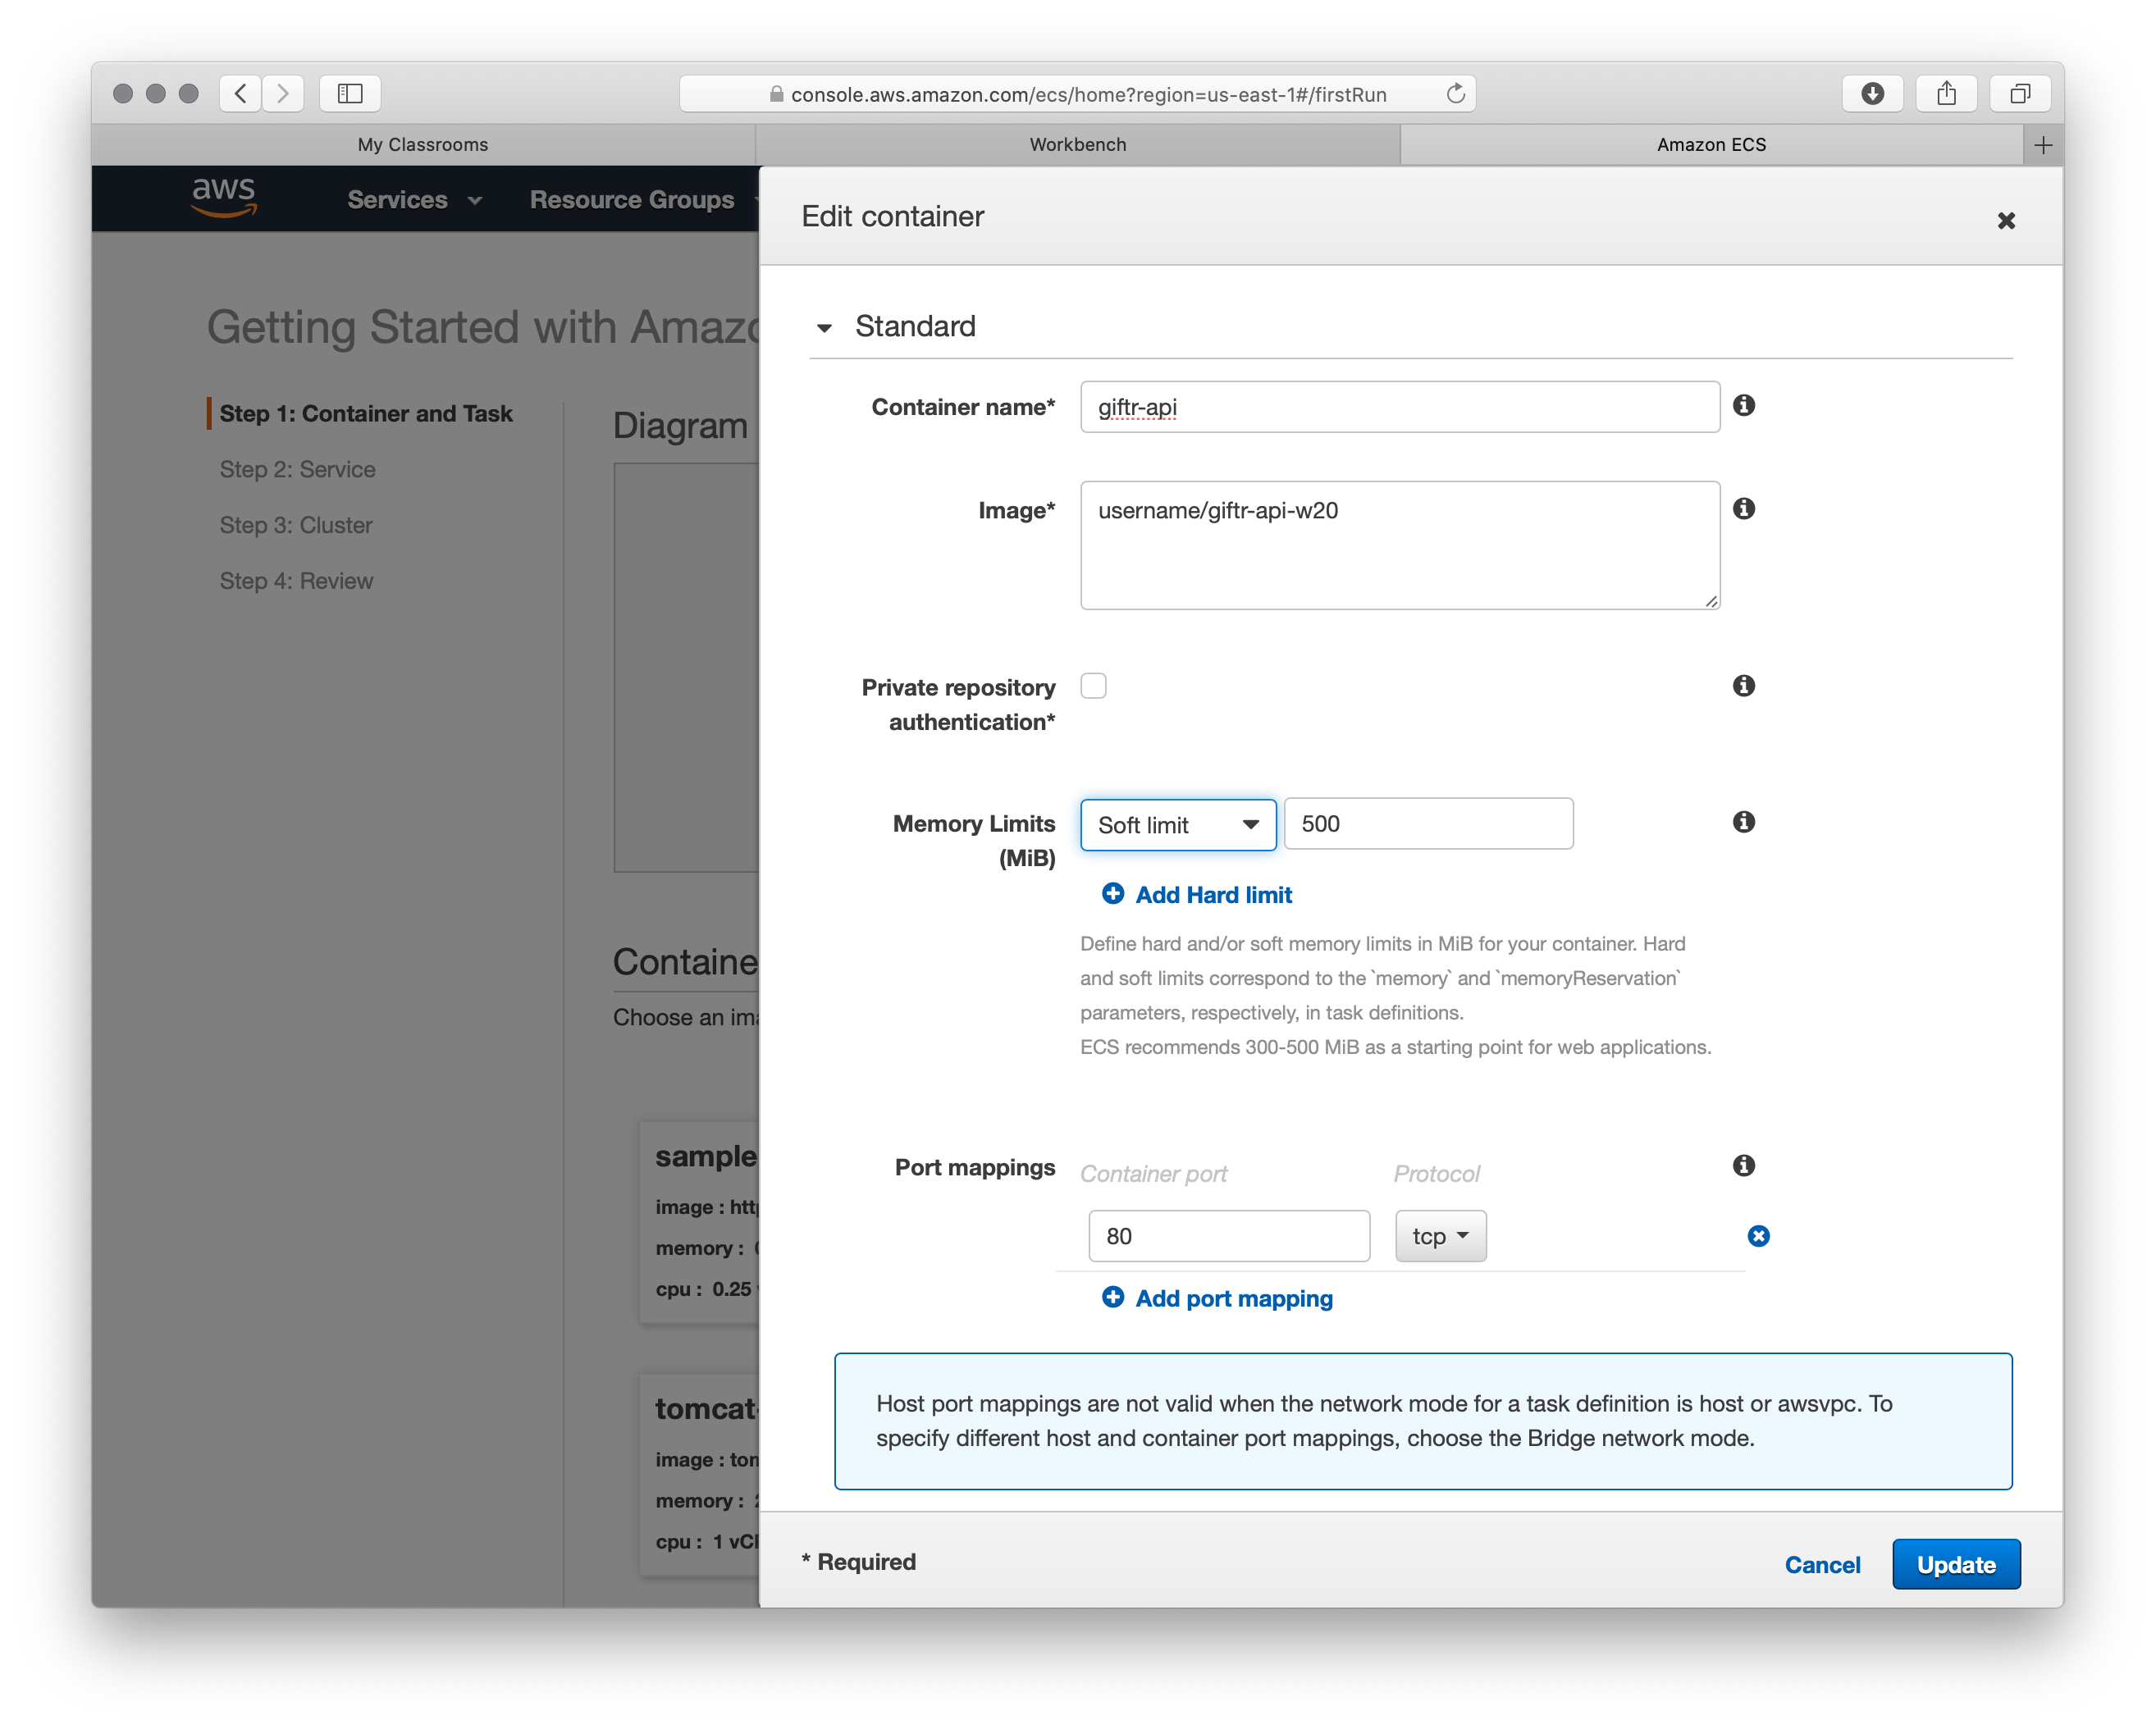 console.aws.amazon.com/ecs/home?region=us-east-1#/firstRun
My Classrooms
Workbench
Amazon ECS
aws
Services
Resource Groups
Getting Started with
Step 1: Container and Task
Step 2: Service
Step 3: Cluster
Step 4: Review
Diagram
Choose an
sample
image :
memory :
cpu : 0.25
tomcat-
image :
memory :
cpu : 1
Edit container
Standard
Container name*
giftr-api
Image*
username/giftr-api-w20
Private repository
authentication*
Memory Limits
(MiB)
Soft limit
500
Add Hard limit
Define hard and/or soft memory limits in MiB for your container. Hard
and soft limits correspond to the `memory` and `memoryReservation`
parameters, respectively, in task definitions.
ECS recommends 300-500 MiB as a starting point for web applications.
Port mappings
Container port
Protocol
80
tcp
Add port mapping
Host port mappings are not valid when the network mode for a task definition is host or awsvpc. To
specify different host and container port mappings, choose the Bridge network mode.
* Required
Cancel
Update